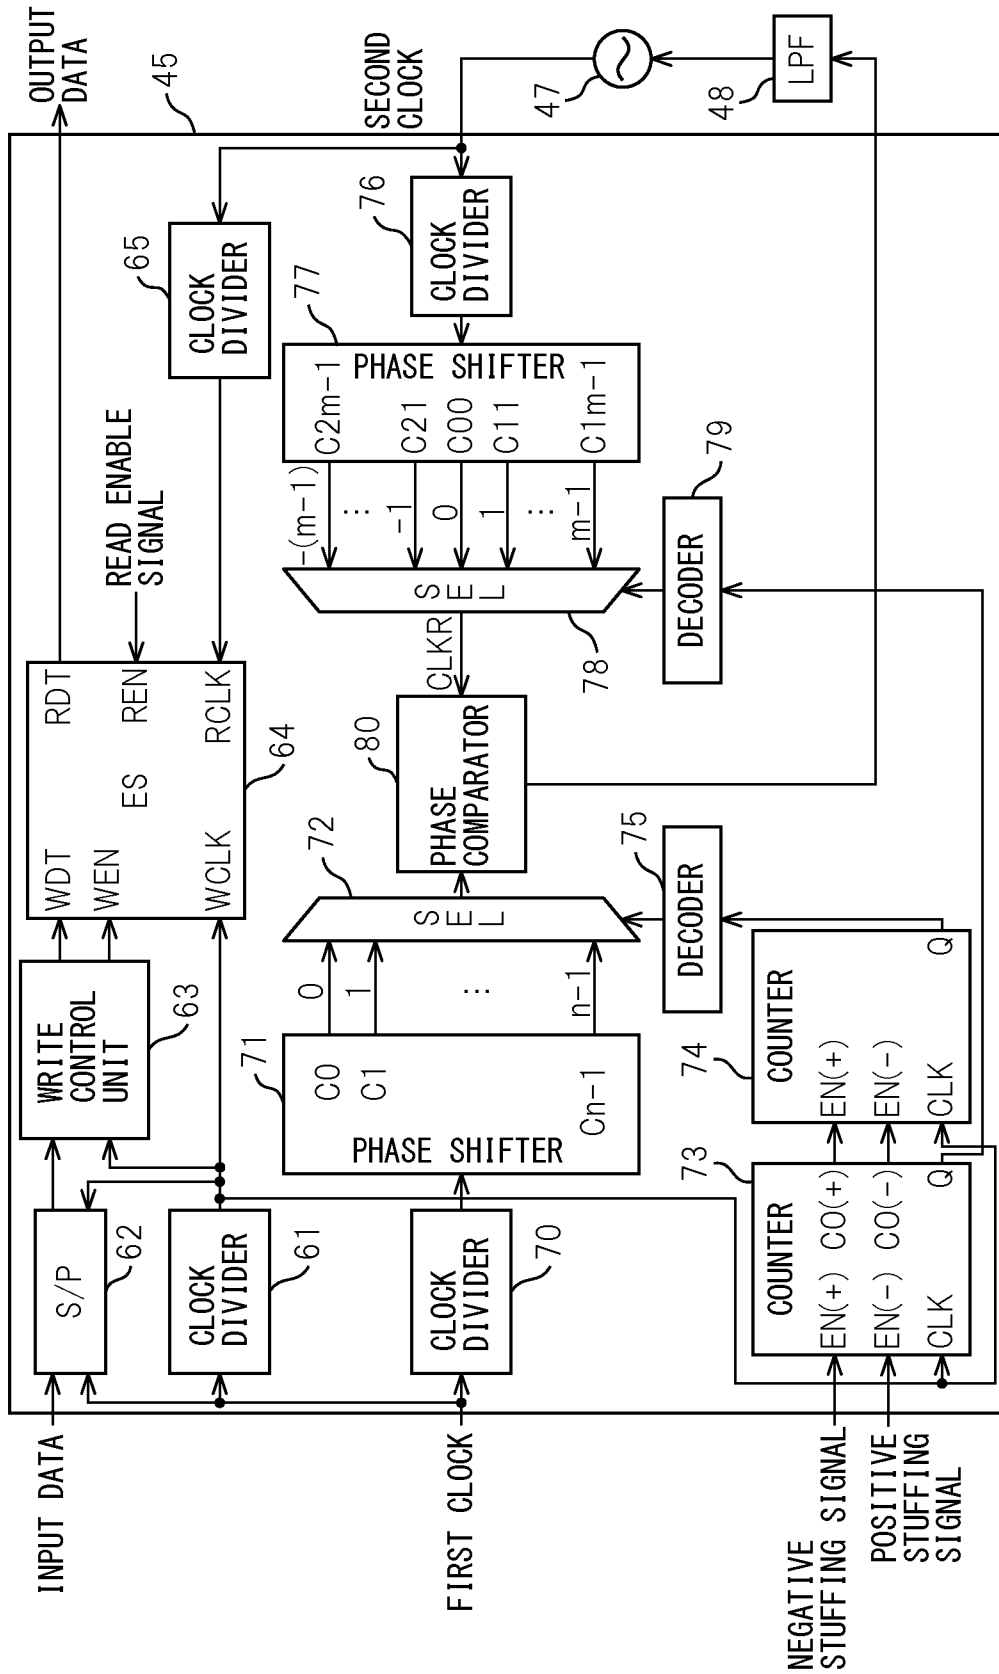 INPUT DATA
S/P
62
WRITE
CONTROL
UNIT
63
WDT
WEN
WCLK
ES
RDT
REN
RCLK
64
READ ENABLE
SIGNAL
OUTPUT
DATA
45
CLOCK
DIVIDER
61
CLOCK
DIVIDER
65
FIRST CLOCK
CLOCK
DIVIDER
70
PHASE SHIFTER
71
C0
C1
Cn-1
0
1
...
n-1
SEL
72
PHASE
COMPARATOR
80
CLKR
SEL
78
-(m-1)
...
-1
0
1
...
m-1
PHASE SHIFTER
77
C2m-1
C21
C00
C11
C1m-1
CLOCK
DIVIDER
76
SECOND
CLOCK
47
LPF
48
NEGATIVE
STUFFING SIGNAL
POSITIVE
STUFFING
SIGNAL
COUNTER
73
EN(+) CO(+)
EN(-) CO(-)
CLK
Q
COUNTER
74
EN(+)
EN(-)
CLK
Q
DECODER
75
DECODER
79